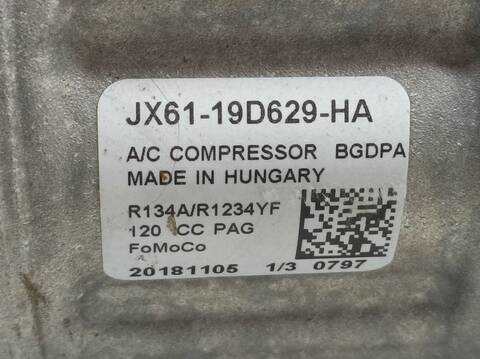 JX61-19D629-HA
A/C COMPRESSOR BGDPA
MADE IN HUNGARY
R134A/R1234YF
120 CC PAG
FoMoCo
20181105 1/3 0797